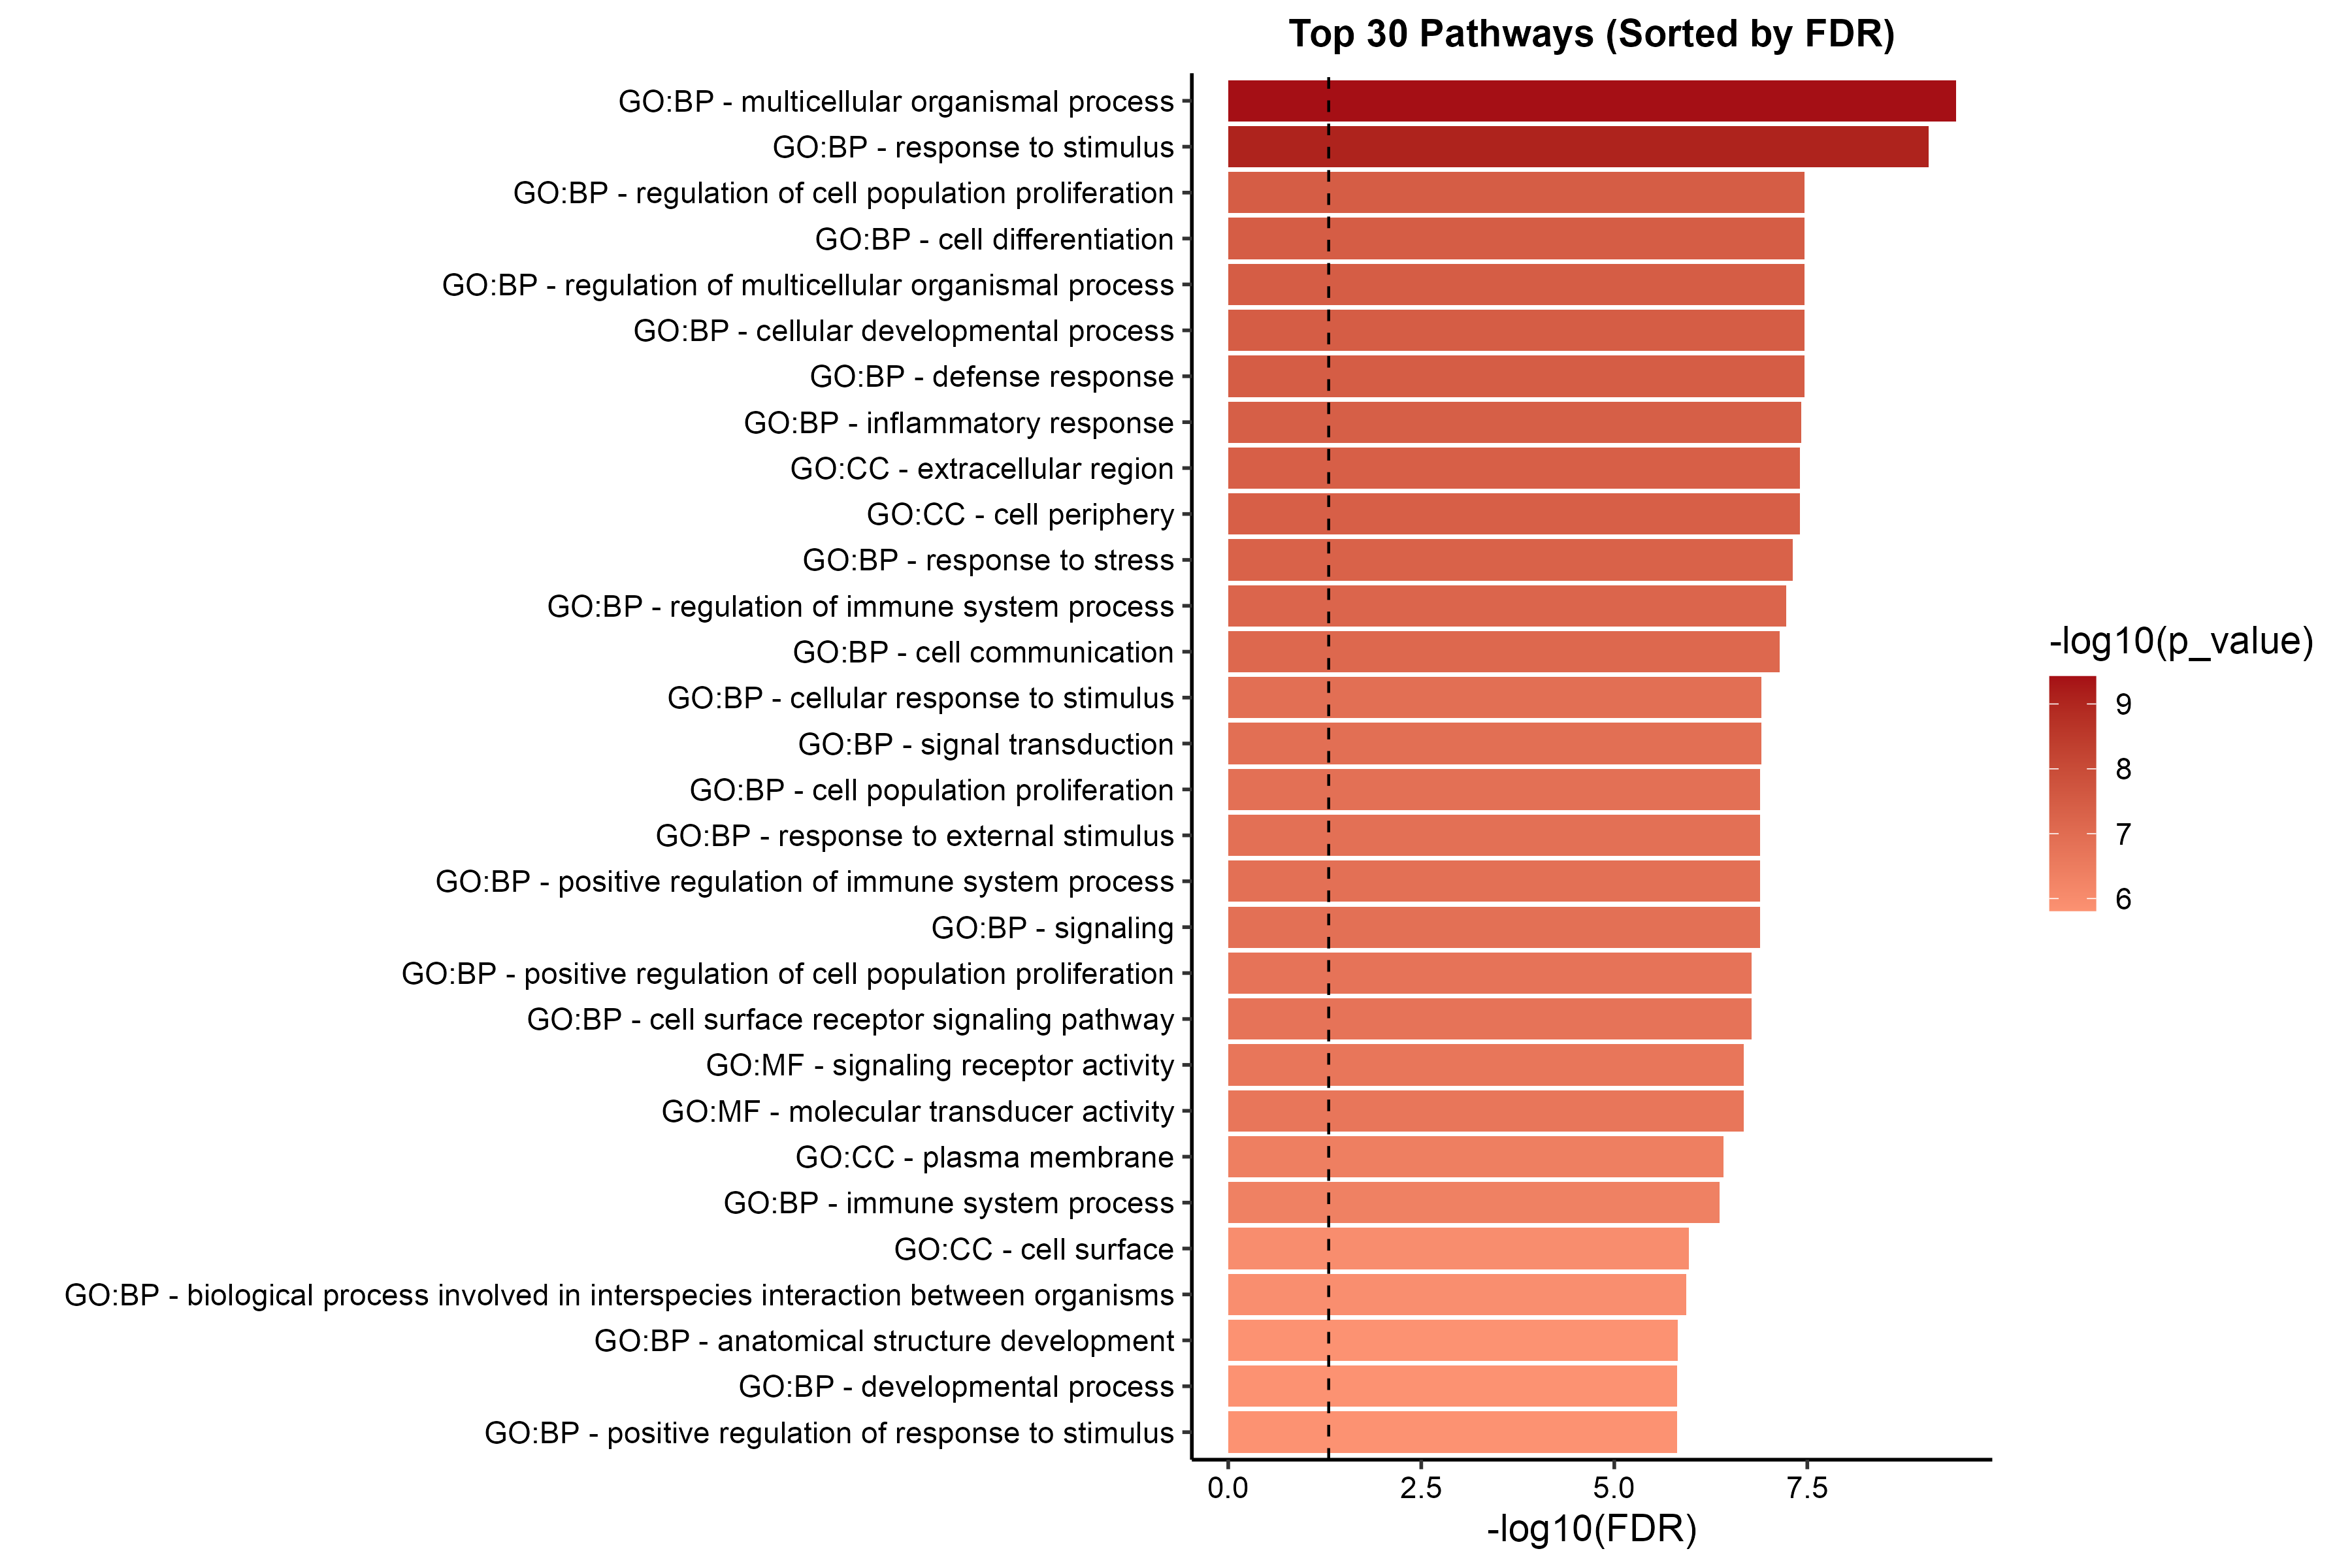 Top 30 Pathways (Sorted by FDR)
GO:BP - multicellular organismal process
GO:BP - response to stimulus
GO:BP - regulation of cell population proliferation
GO:BP - cell differentiation
GO:BP - regulation of multicellular organismal process
GO:BP - cellular developmental process
GO:BP - defense response
GO:BP - inflammatory response
GO:CC - extracellular region
GO:CC - cell periphery
GO:BP - response to stress
GO:BP - regulation of immune system process
GO:BP - cell communication
GO:BP - cellular response to stimulus
GO:BP - signal transduction
GO:BP - cell population proliferation
GO:BP - response to external stimulus
GO:BP - positive regulation of immune system process
GO:BP - signaling
GO:BP - positive regulation of cell population proliferation
GO:BP - cell surface receptor signaling pathway
GO:MF - signaling receptor activity
GO:MF - molecular transducer activity
GO:CC - plasma membrane
GO:BP - immune system process
GO:CC - cell surface
GO:BP - biological process involved in interspecies interaction between organisms
GO:BP - anatomical structure development
GO:BP - developmental process
GO:BP - positive regulation of response to stimulus
0.0 2.5 5.0 7.5
-log10(FDR)
-log10(p_value)
9
8
7
6